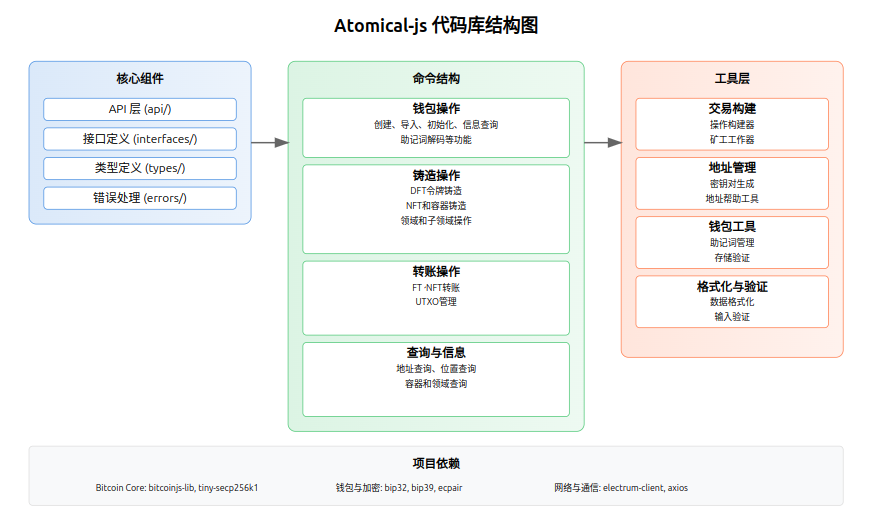 Atomical-js 代码库结构图
核心组件
API 层 (api/)
接口定义 (interfaces/)
类型定义 (types/)
错误处理 (errors/)
命令结构
钱包操作
创建、导入、初始化、信息查询
助记词解码等功能
铸造操作
DFT令牌铸造
NFT和容器铸造
领域和子领域操作
转账操作
FT ·NFT转账
UTXO管理
查询与信息
地址查询、位置查询
容器和领域查询
工具层
交易构建
操作构建器
矿工工作器
地址管理
密钥对生成
地址帮助工具
钱包工具
助记词管理
存储验证
格式化与验证
数据格式化
输入验证
项目依赖
Bitcoin Core: bitcoinjs-lib, tiny-secp256k1
钱包与加密: bip32, bip39, ecpair
网络与通信: electrum-client, axios